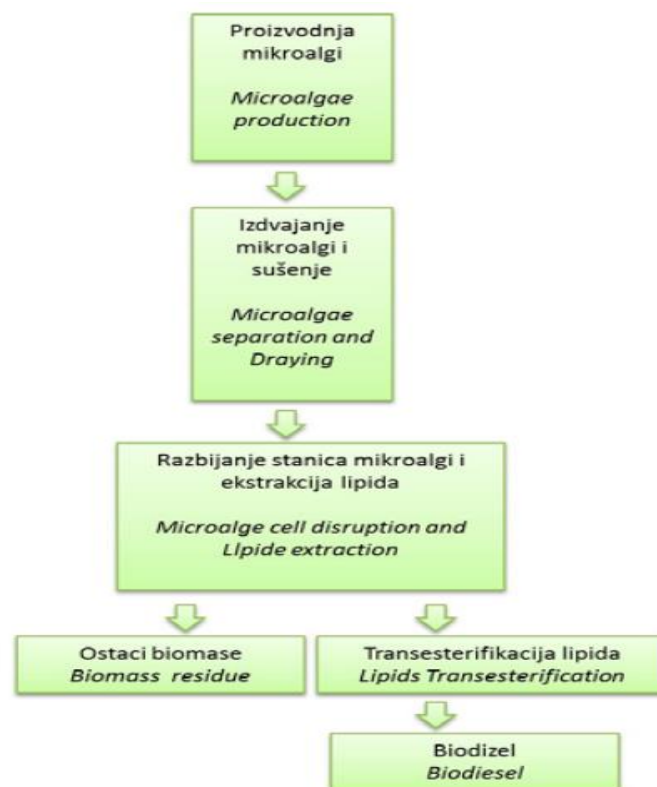 Proizvodnja
mikroalgi
Microalgae
production
Izdvajanje
mikroalgi i
sušenje
Microalgae
separation and
Draying
Razbijanje stanica mikroalgi i
ekstrakcija lipida
Microalge cell disruption and
LIpide extraction
Ostaci biomase
Biomass residue
Transesterifikacija lipida
Lipids Transesterification
Biodizel
Biodiesel